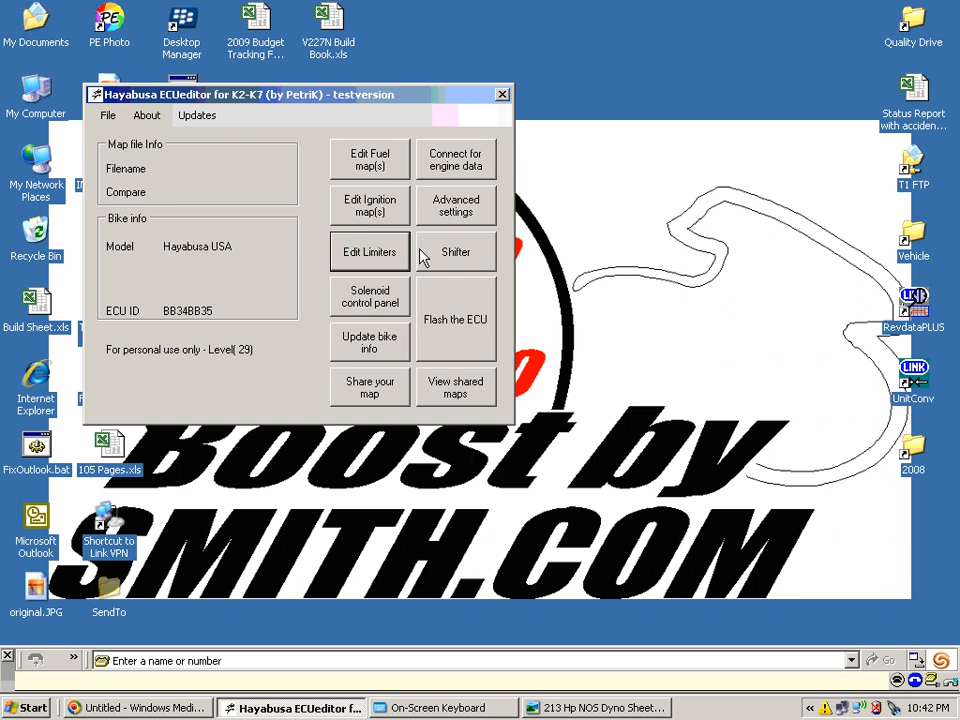 My Documents
PE Photo
Desktop
Manager
2009 Budget
Tracking F...
V227N Build
Book.xls
Quality Drive
My Computer
Status Report
with acciden...
My Network
Places
T1 FTP
Recycle Bin
Vehicle
Build Sheet.xls
RevdataPLUS
Internet
Explorer
UnitConv
FixOutlook.bat
105 Pages.xls
2008
Microsoft
Outlook
Shortcut to
Link VPN
original.JPG
SendTo
Hayabusa ECUeditor for K2-K7 (by PetriK) - testversion
File About Updates
Map file Info
Filename
Compare
Bike info
Model Hayabusa USA
ECU ID BB34BB35
For personal use only - Level( 29)
Edit Fuel
map(s)
Connect for
engine data
Edit Ignition
map(s)
Advanced
settings
Edit Limiters
Shifter
Solenoid
control panel
Flash the ECU
Update bike
info
Share your
map
View shared
maps
Boost by
SMITH.COM
LINK
Enter a name or number
Go
Start
Untitled - Windows Medi...
Hayabusa ECUeditor f...
On-Screen Keyboard
213 Hp NOS Dyno Sheet...
10:42 PM